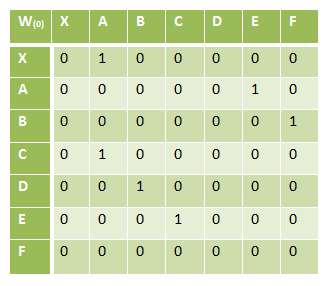 W(0) X A B C D E F
X 0 1 0 0 0 0 0
A 0 0 0 0 0 1 0
B 0 0 0 0 0 0 1
C 0 1 0 0 0 0 0
D 0 0 1 0 0 0 0
E 0 0 0 1 0 0 0
F 0 0 0 0 0 0 0